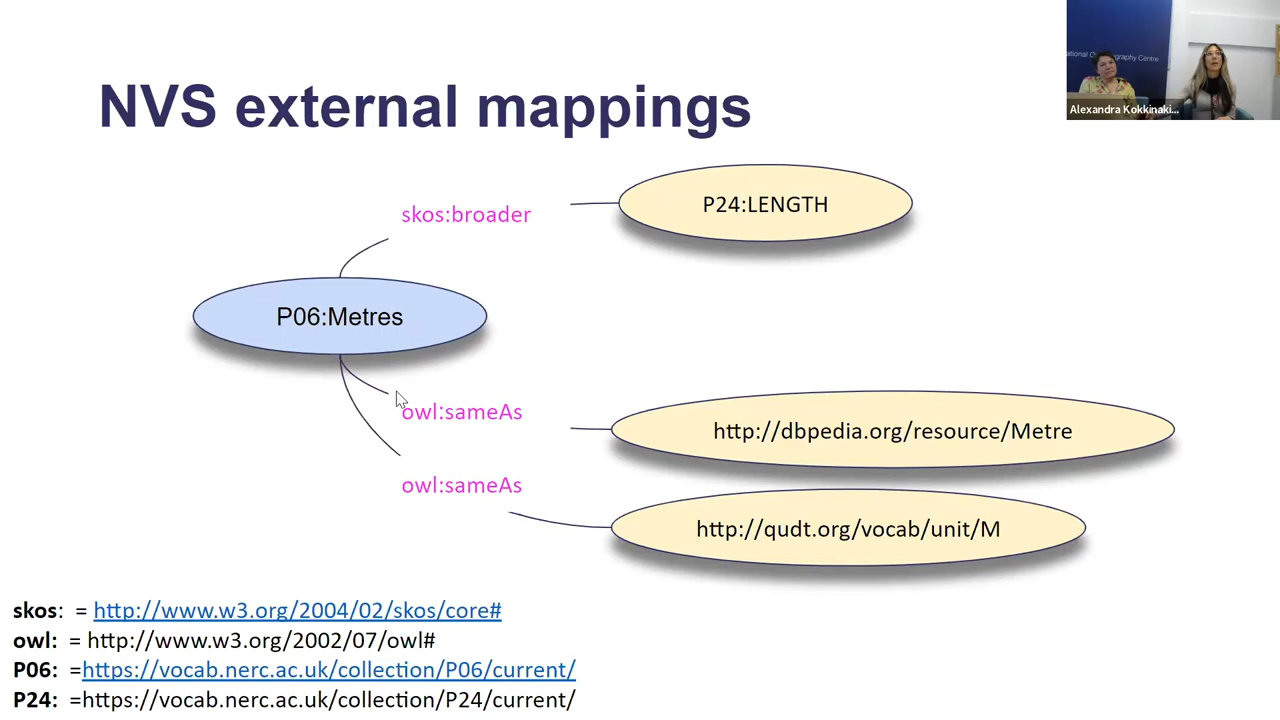 NVS external mappings
ational Oceanography Centre
Alexandra Kokkinaki...
skos:broader
P24:LENGTH
P06:Metres
owl:sameAs
http://dbpedia.org/resource/Metre
owl:sameAs
http://qudt.org/vocab/unit/M
skos: = http://www.w3.org/2004/02/skos/core#
owl: = http://www.w3.org/2002/07/owl#
P06: =https://vocab.nerc.ac.uk/collection/P06/current/
P24: =https://vocab.nerc.ac.uk/collection/P24/current/